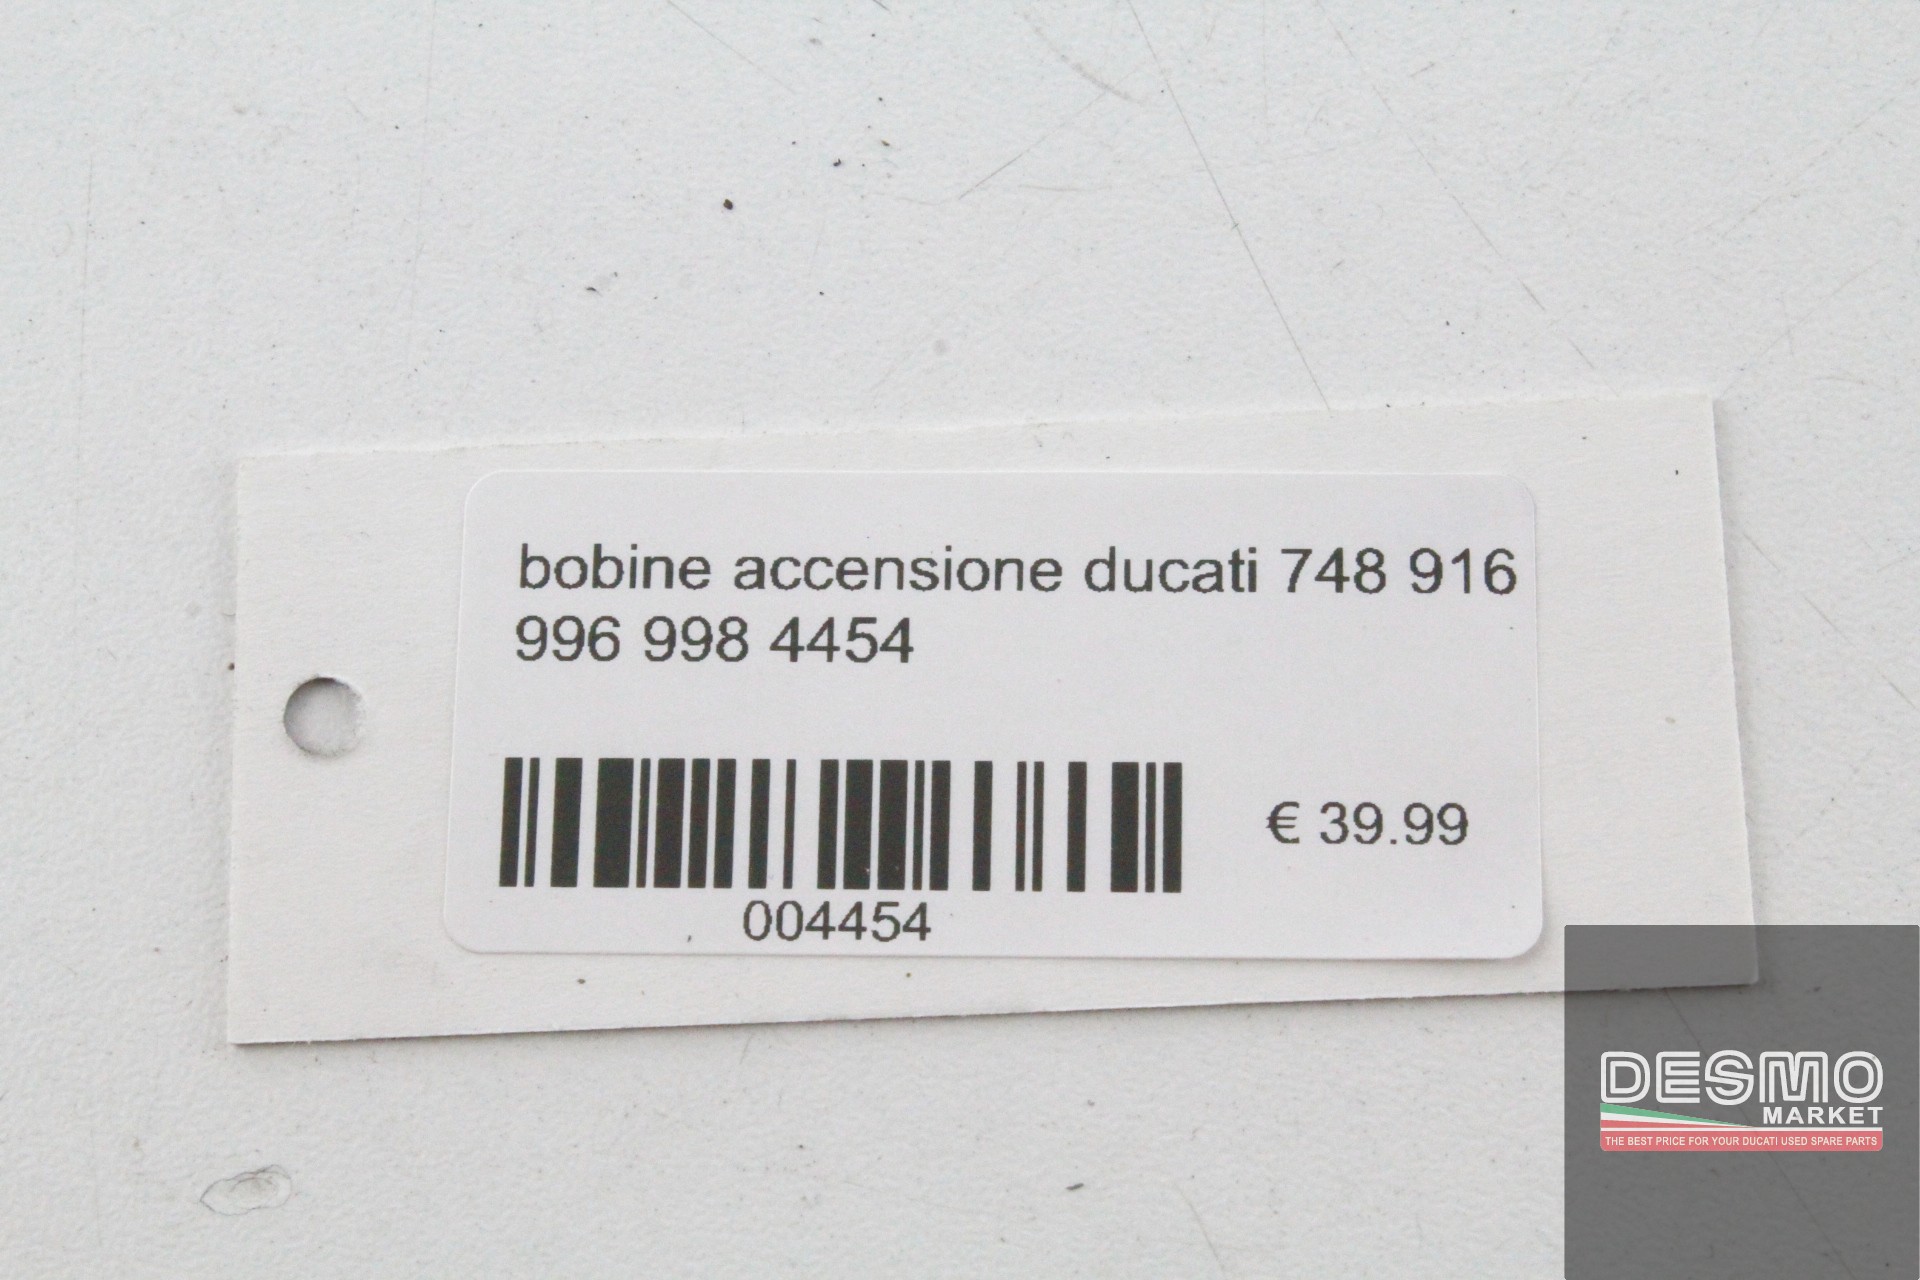 bobine accensione ducati 748 916
996 998 4454
€ 39.99
004454
DESMO
MARKET
THE BEST PRICE FOR YOUR DUCATI USED SPARE PARTS